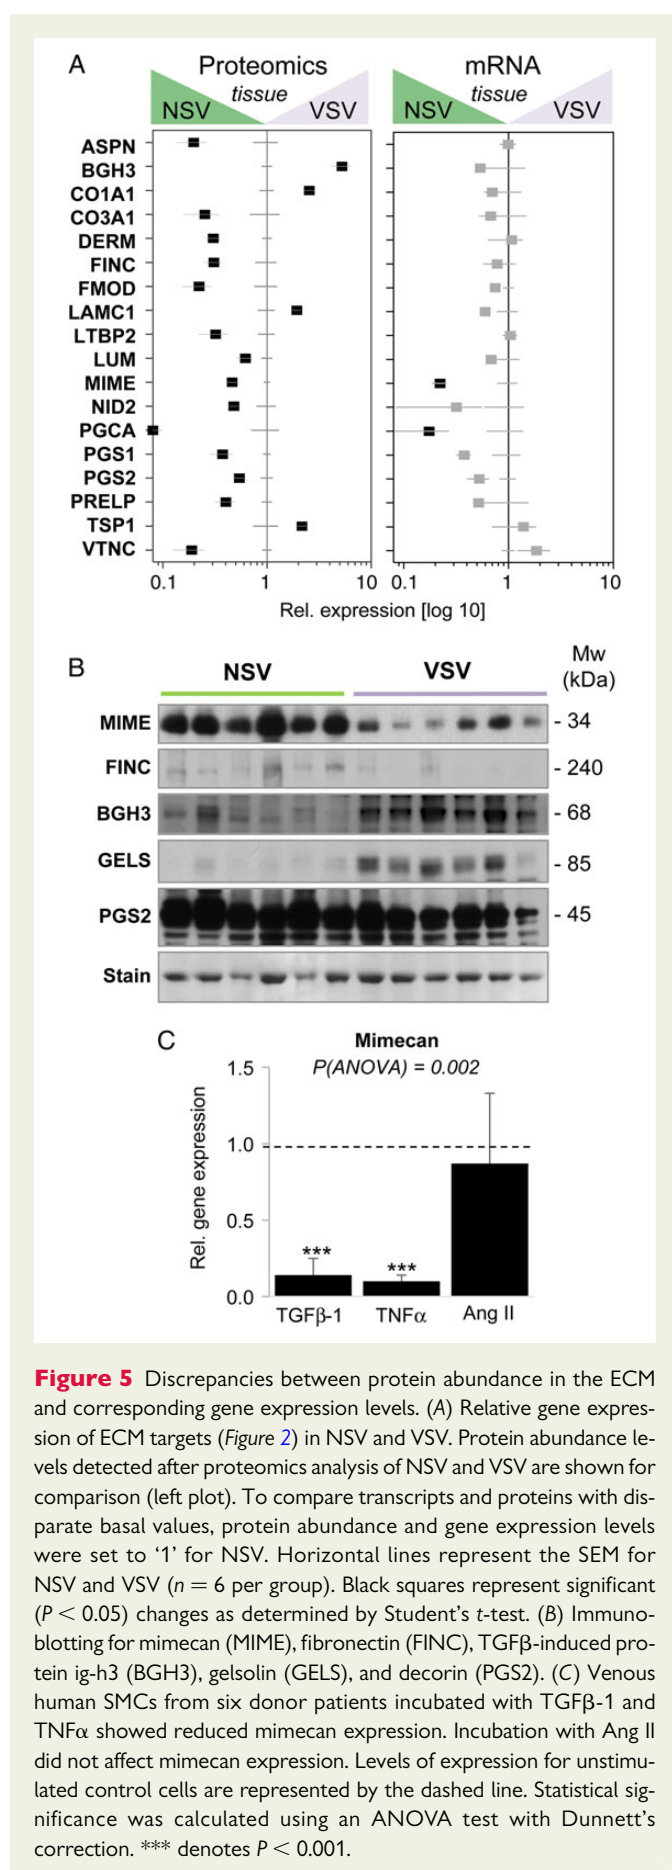 A
Proteomics
tissue
NSV
VSV
mRNA
tissue
NSV
VSV
ASPN
BGH3
CO1A1
CO3A1
DERM
FINC
FMOD
LAMC1
LTBP2
LUM
MIME
NID2
PGCA
PGS1
PGS2
PRELP
TSP1
VTNC
0.1 1 10 0.1 1 10
Rel. expression [log 10]
B
NSV
VSV
Mw
(kDa)
MIME - 34
FINC - 240
BGH3 - 68
GELS - 85
PGS2 - 45
Stain
C
Mimecan
P(ANOVA) = 0.002
Rel. gene expression
1.5
1.0
0.5
0.0
*** ***
TGFβ-1 TNFα Ang II
Figure 5 Discrepancies between protein abundance in the ECM
and corresponding gene expression levels. (A) Relative gene expres-
sion of ECM targets (Figure 2) in NSV and VSV. Protein abundance le-
vels detected after proteomics analysis of NSV and VSV are shown for
comparison (left plot). To compare transcripts and proteins with dis-
parate basal values, protein abundance and gene expression levels
were set to ‘1’ for NSV. Horizontal lines represent the SEM for
NSV and VSV (n = 6 per group). Black squares represent significant
(P < 0.05) changes as determined by Student’s t-test. (B) Immuno-
blotting for mimecan (MIME), fibronectin (FINC), TGFβ-induced pro-
tein ig-h3 (BGH3), gelsolin (GELS), and decorin (PGS2). (C) Venous
human SMCs from six donor patients incubated with TGFβ-1 and
TNFα showed reduced mimecan expression. Incubation with Ang II
did not affect mimecan expression. Levels of expression for unstimu-
lated control cells are represented by the dashed line. Statistical sig-
nificance was calculated using an ANOVA test with Dunnett’s
correction. *** denotes P < 0.001.